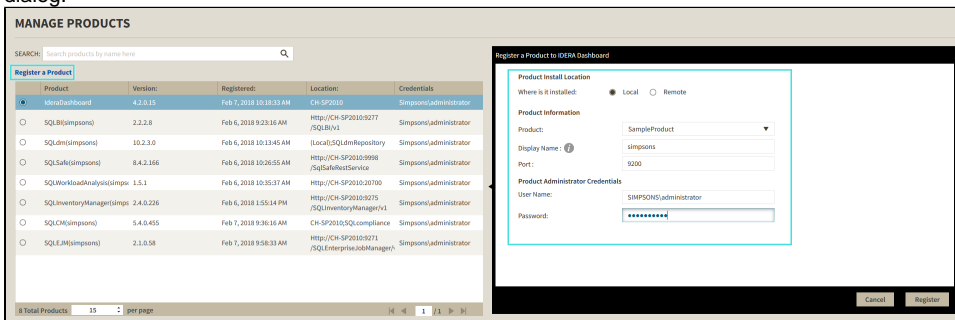 dialog.
MANAGE PRODUCTS
SEARCH: Search products by name here
Register a Product
Product Version: Registered: Location: Credentials
IderaDashboard 4.2.0.15 Feb 7, 2018 10:18:33 AM CH-SP2010 Simpsons\administrator
SQLBI(simpsons) 2.2.2.8 Feb 6, 2018 9:23:16 AM Http://CH-SP2010:9277 /SQLBI/v1 Simpsons\administrator
SQLdm(simpsons) 10.2.3.0 Feb 6, 2018 10:13:45 AM (Local);SQLdmRepository Simpsons\administrator
SQLSafe(simpsons) 8.4.2.166 Feb 6, 2018 10:26:55 AM Http://CH-SP2010:9998 /SqlSafeRestService Simpsons\administrator
SQLWorkloadAnalysis(simps 1.5.1 Feb 6, 2018 10:35:37 AM Http://CH-SP2010:20700 Simpsons\administrator
SQLInventoryManager(simps 2.4.0.226 Feb 6, 2018 1:55:14 PM Http://CH-SP2010:9275 /SQLInventoryManager/v1 Simpsons\administrator
SQLCM(simpsons) 5.4.0.455 Feb 7, 2018 9:36:16 AM CH-SP2010;SQLcompliance Simpsons\administrator
SQLEJM(simpsons) 2.1.0.58 Feb 7, 2018 9:58:33 AM Http://CH-SP2010:9271 /SQLEnterpriseJobManager/ Simpsons\administrator
8 Total Products 15 per page 1 / 1
Register a Product to IDERA Dashboard
Product Install Location
Where is it installed: Local Remote
Product Information
Product: SampleProduct
Display Name : simpsons
Port : 9200
Product Administrator Credentials
User Name: SIMPSONS\administrator
Password: ••••••••••
Cancel Register